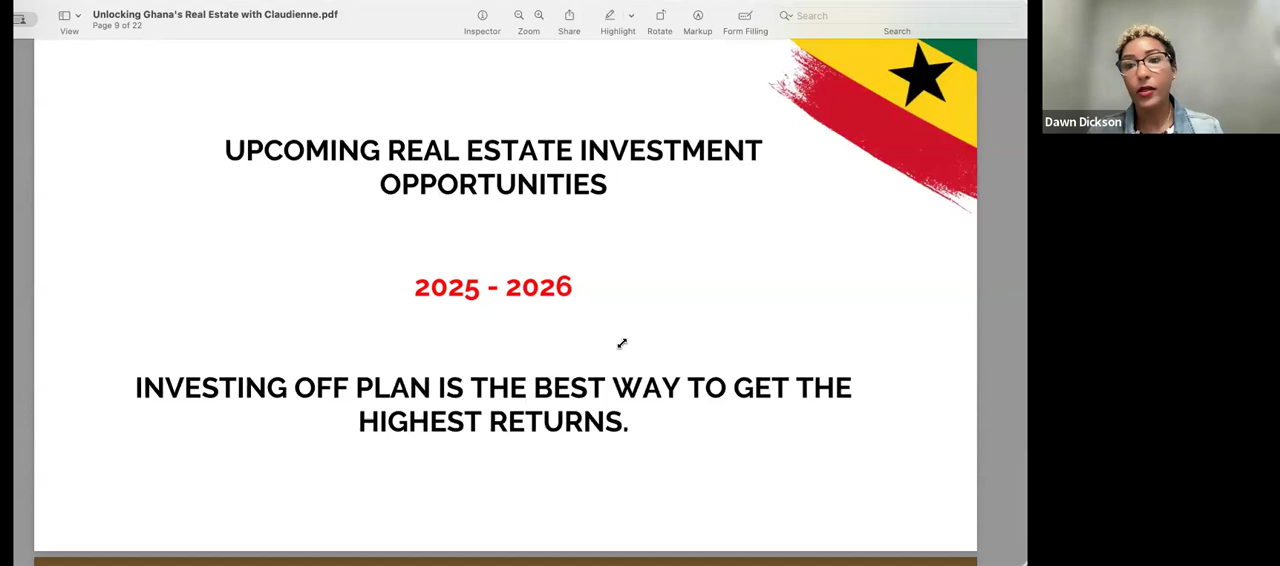 Unlocking Ghana's Real Estate with Claudienne.pdf
Page 9 of 22
View
Inspector
Zoom
Share
Highlight
Rotate
Markup
Form Filling
Search
Search
Dawn Dickson
UPCOMING REAL ESTATE INVESTMENT
OPPORTUNITIES
2025 - 2026
INVESTING OFF PLAN IS THE BEST WAY TO GET THE
HIGHEST RETURNS.